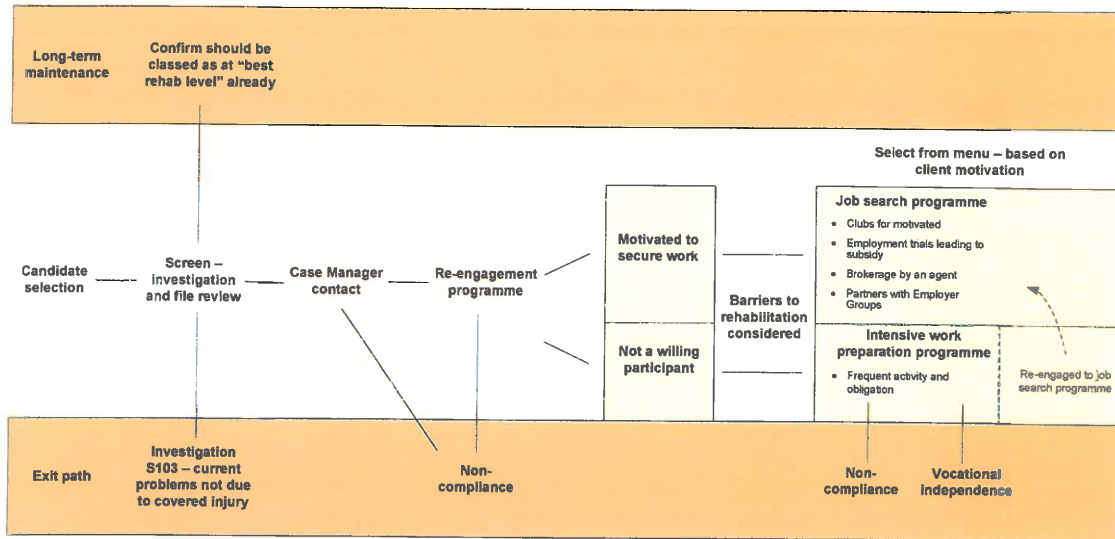 Long-term
maintenance
Confirm should be
classed as at “best
rehab level” already
Select from menu – based on
client motivation
Candidate
selection
Screen –
investigation
and file review
Case Manager
contact
Re-engagement
programme
Motivated to
secure work
Not a willing
participant
Barriers to
rehabilitation
considered
Job search programme
• Clubs for motivated
• Employment trials leading to
subsidy
• Brokerage by an agent
• Partners with Employer
Groups
Intensive work
preparation programme
• Frequent activity and
obligation
Re-engaged to job
search programme
Exit path
Investigation
S103 – current
problems not due
to covered injury
Non-
compliance
Non-
compliance
Vocational
independence